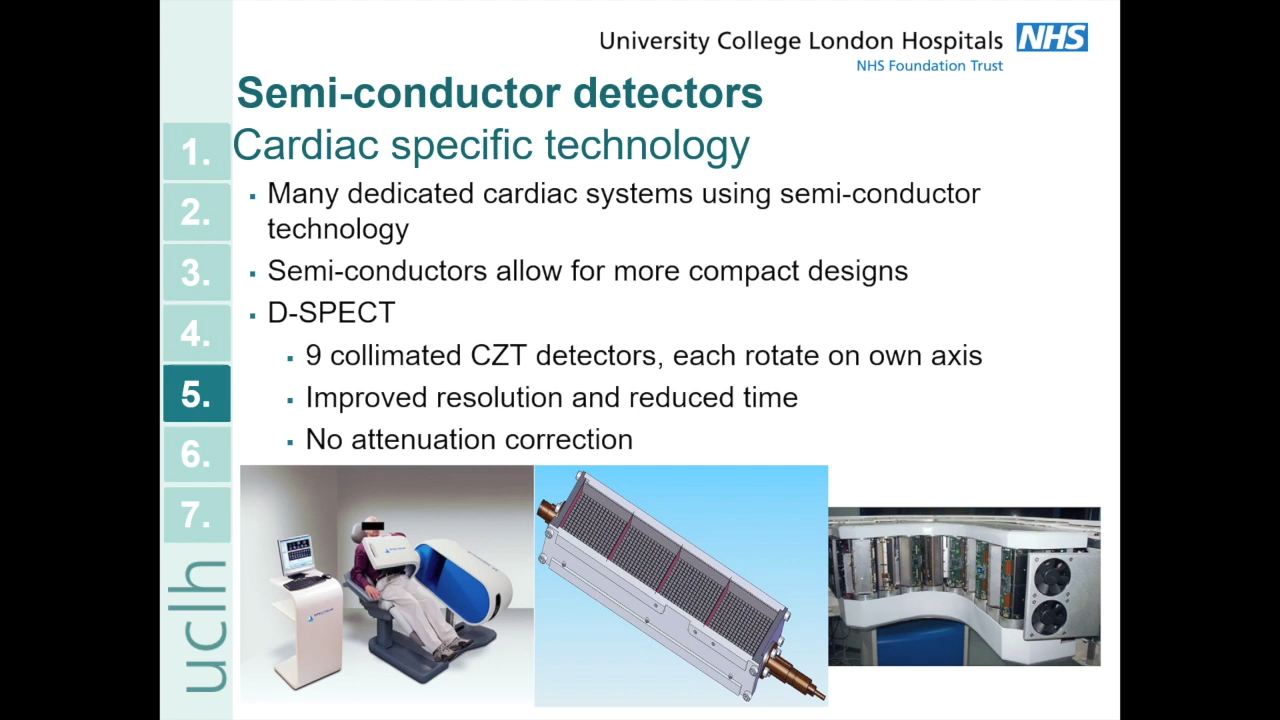 University College London Hospitals NHS
NHS Foundation Trust
Semi-conductor detectors
Cardiac specific technology
1.
2.
3.
4.
5.
6.
7.
uclh
▪ Many dedicated cardiac systems using semi-conductor
technology
▪ Semi-conductors allow for more compact designs
▪ D-SPECT
▪ 9 collimated CZT detectors, each rotate on own axis
▪ Improved resolution and reduced time
▪ No attenuation correction